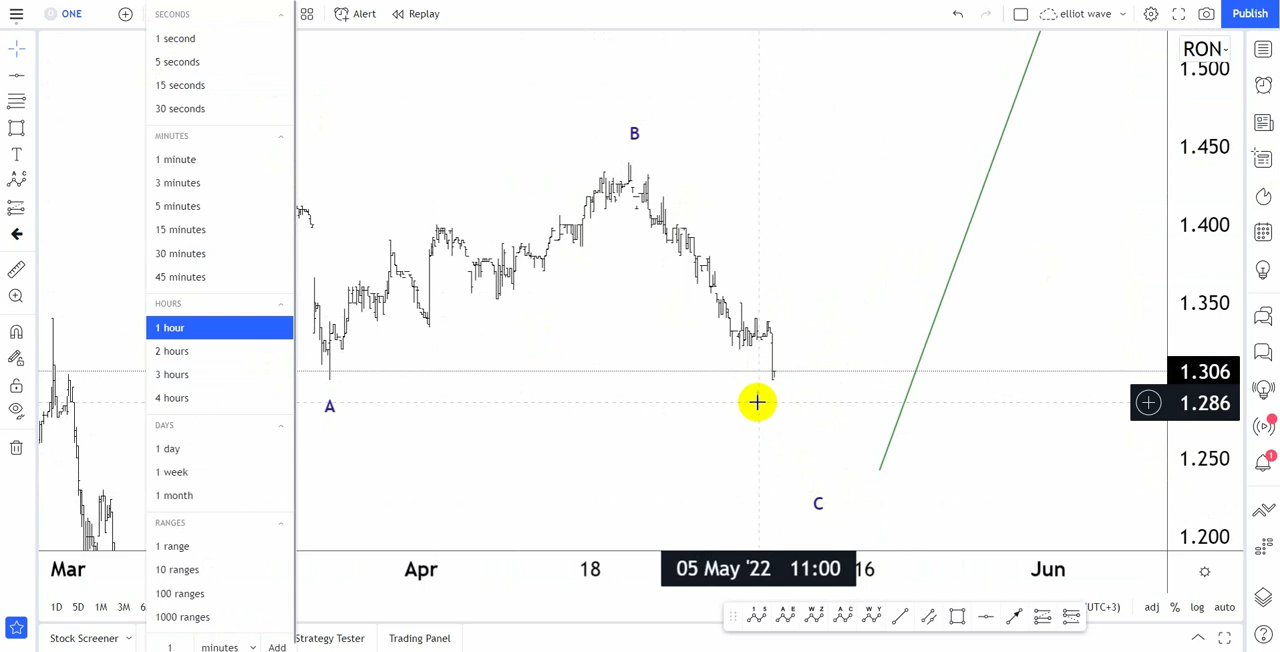 ONE
Alert
Replay
elliot wave
Publish
SECONDS
1 second
5 seconds
15 seconds
30 seconds
MINUTES
1 minute
3 minutes
5 minutes
15 minutes
30 minutes
45 minutes
HOURS
1 hour
2 hours
3 hours
4 hours
DAYS
1 day
1 week
1 month
RANGES
1 range
10 ranges
100 ranges
1000 ranges
1 minutes Add
B
A
C
RON
1.500
1.450
1.400
1.350
1.306
1.286
1.250
1.200
Mar Apr 18 05 May '22 11:00 16 Jun
1D 5D 1M 3M 6
1 5 A E W Z A C W Y
(UTC+3) adj % log auto
Stock Screener Strategy Tester Trading Panel
1